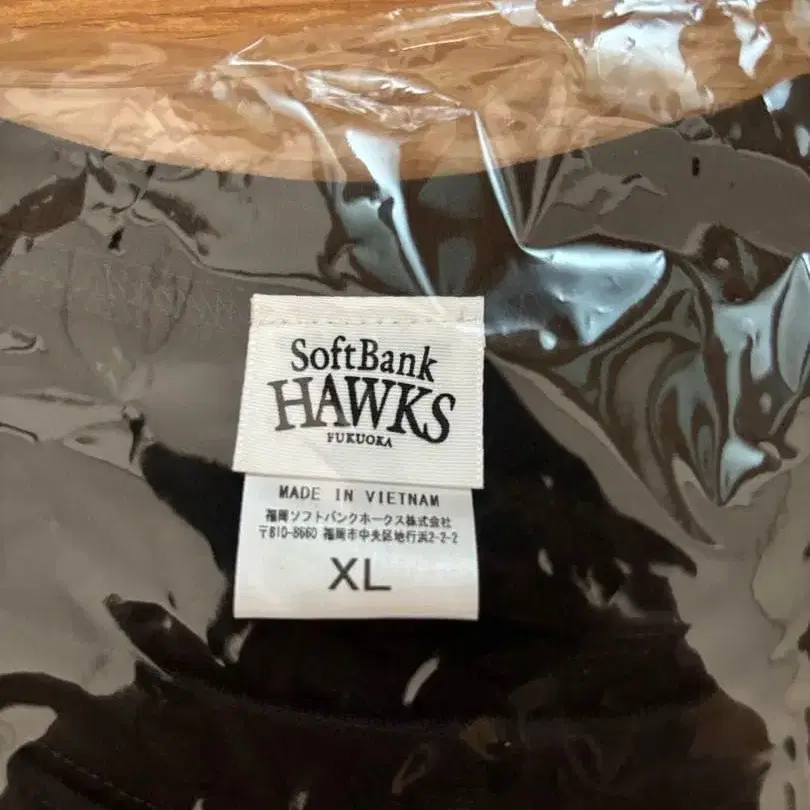 SoftBank
HAWKS
FUKUOKA
MADE IN VIETNAM
福岡ソフトバンクホークス株式会社
〒810-8660 福岡市中央区地行浜2-2-2
XL